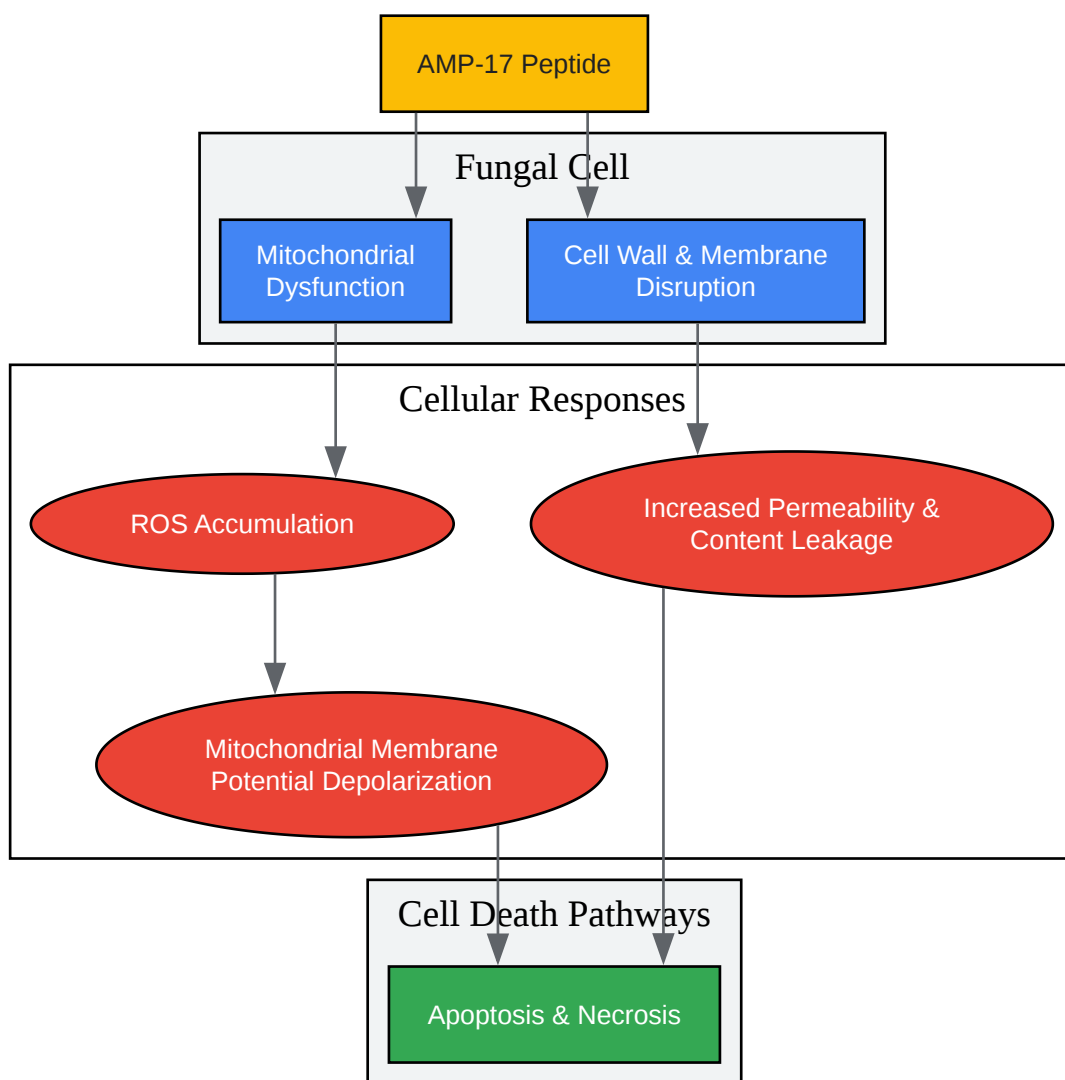 AMP-17 Peptide
Fungal Cell
Mitochondrial
Dysfunction
Cell Wall & Membrane
Disruption
Cellular Responses
ROS Accumulation
Increased Permeability &
Content Leakage
Mitochondrial Membrane
Potential Depolarization
Cell Death Pathways
Apoptosis & Necrosis